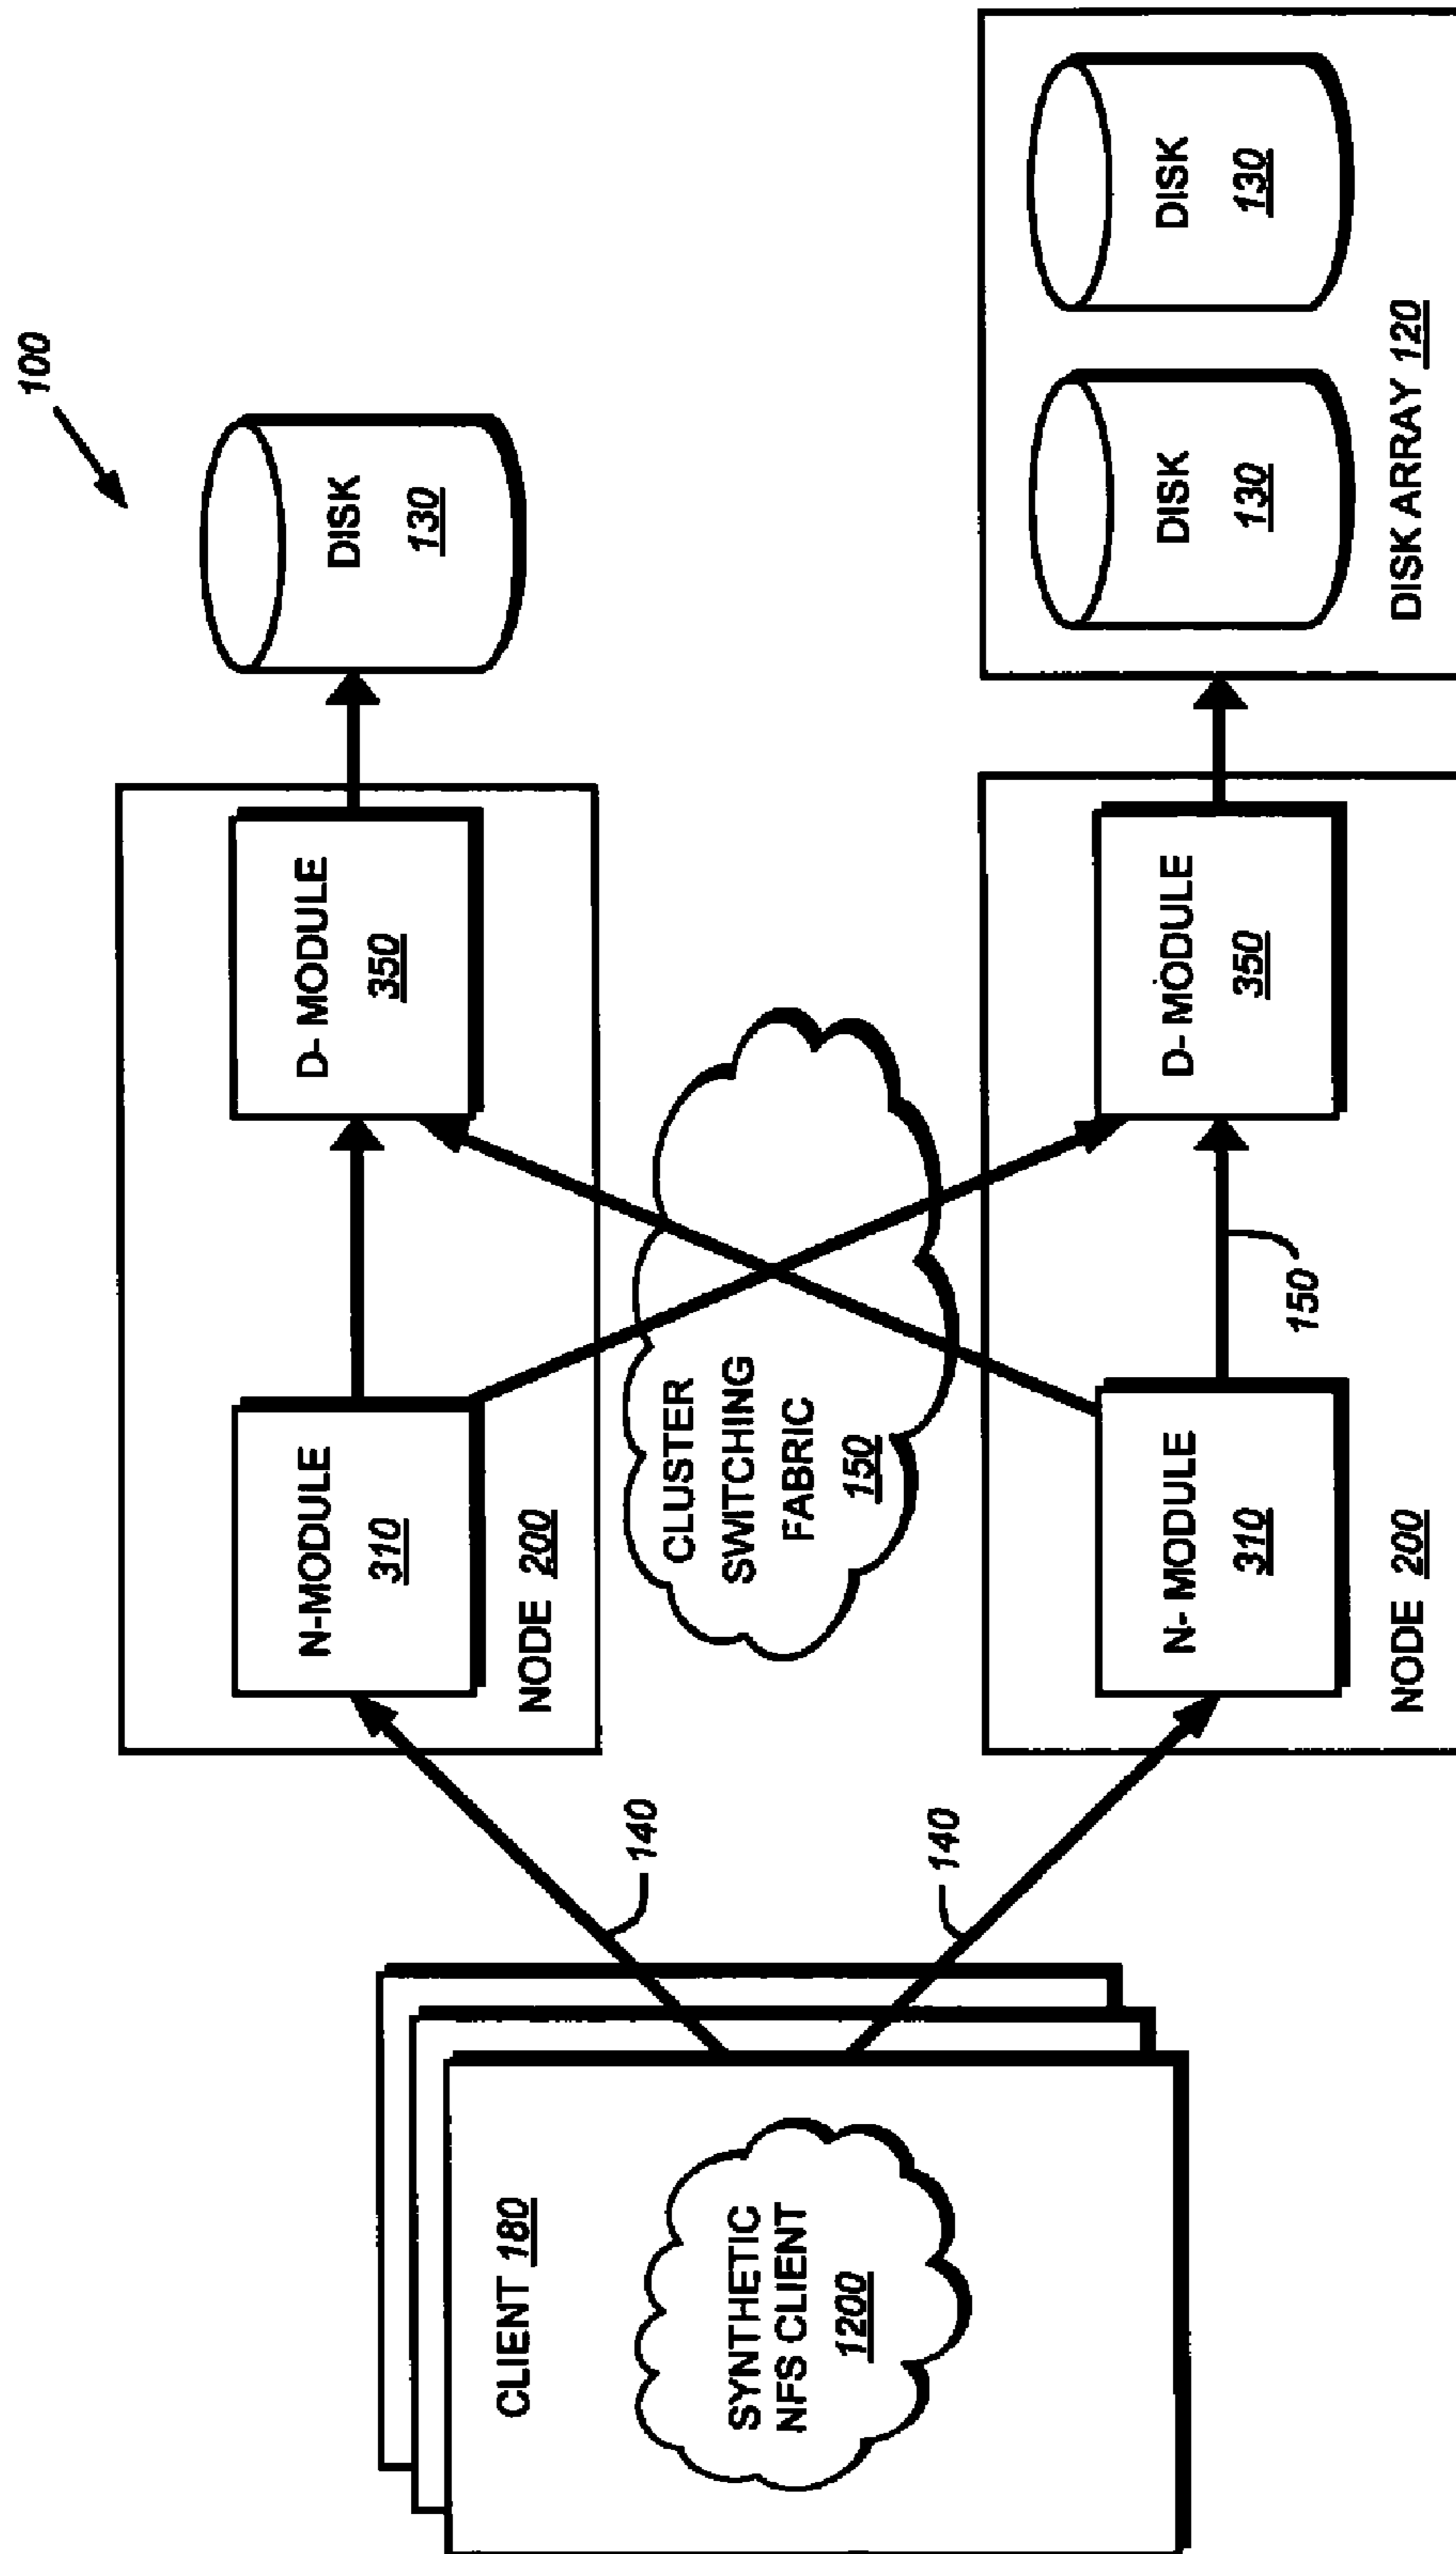 100
N-MODULE
310
D- MODULE
350
DISK
130
NODE 200
140
CLIENT 180
SYNTHETIC
NFS CLIENT
1200
CLUSTER
SWITCHING
FABRIC
150
140
N- MODULE
310
150
D- MODULE
350
DISK
130
DISK
130
NODE 200
DISK ARRAY 120